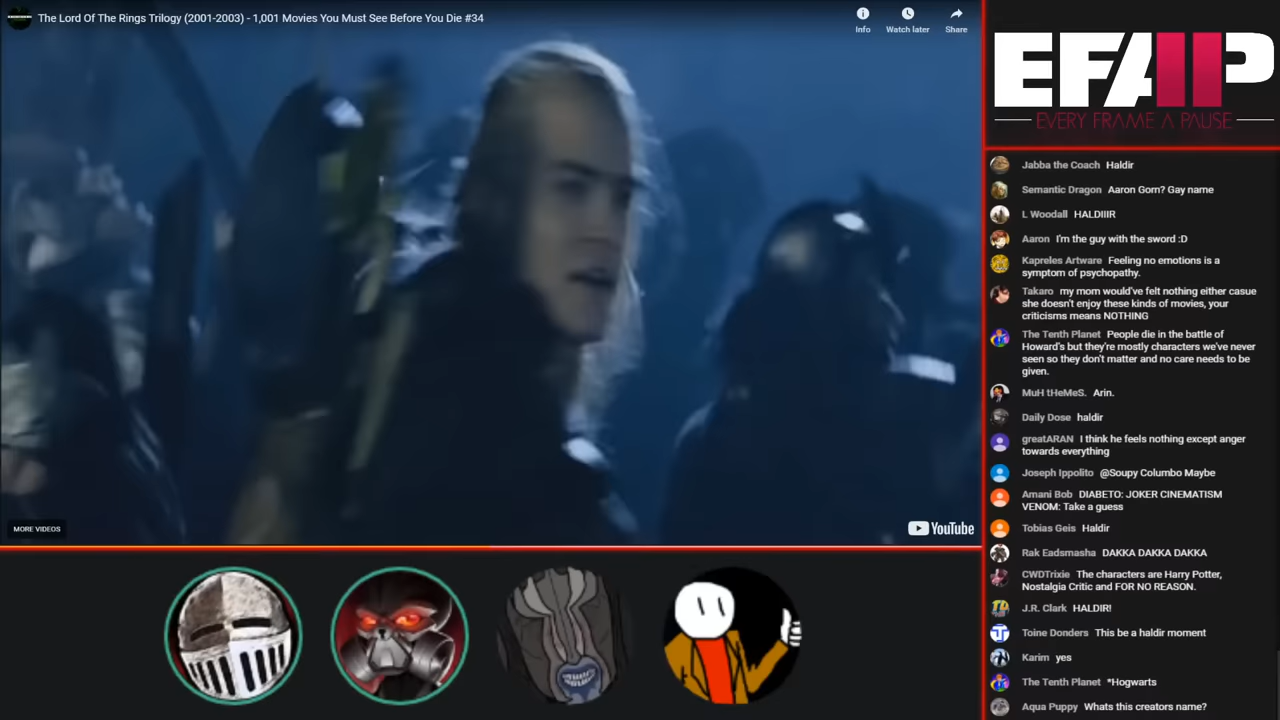 The Lord Of The Rings Trilogy (2001-2003) - 1,001 Movies You Must See Before You Die #34
Info
Watch later
Share
MORE VIDEOS
YouTube
EFAP
EVERY FRAME A PAUSE
Jabba the Coach Haldir
Semantic Dragon Aaron Gorn? Gay name
L Woodall HALDIIIR
Aaron I'm the guy with the sword :D
Kapreles Artware Feeling no emotions is a
symptom of psychopathy.
Takaro my mom would've felt nothing either casue
she doesn't enjoy these kinds of movies, your
criticisms means NOTHING
The Tenth Planet People die in the battle of
Howard's but they're mostly characters we've never
seen so they don't matter and no care needs to be
given.
MuH tHeMeS. Arin.
Daily Dose haldir
greatARAN I think he feels nothing except anger
towards everything
Joseph Ippolito @Soupy Columbo Maybe
Amani Bob DIABETO: JOKER CINEMATISM
VENOM: Take a guess
Tobias Geis Haldir
Rak Eadsmasha DAKKA DAKKA DAKKA
CWDTrixie The characters are Harry Potter,
Nostalgia Critic and FOR NO REASON.
J.R. Clark HALDIR!
Toine Donders This be a haldir moment
Karim yes
The Tenth Planet *Hogwarts
Aqua Puppy Whats this creators name?